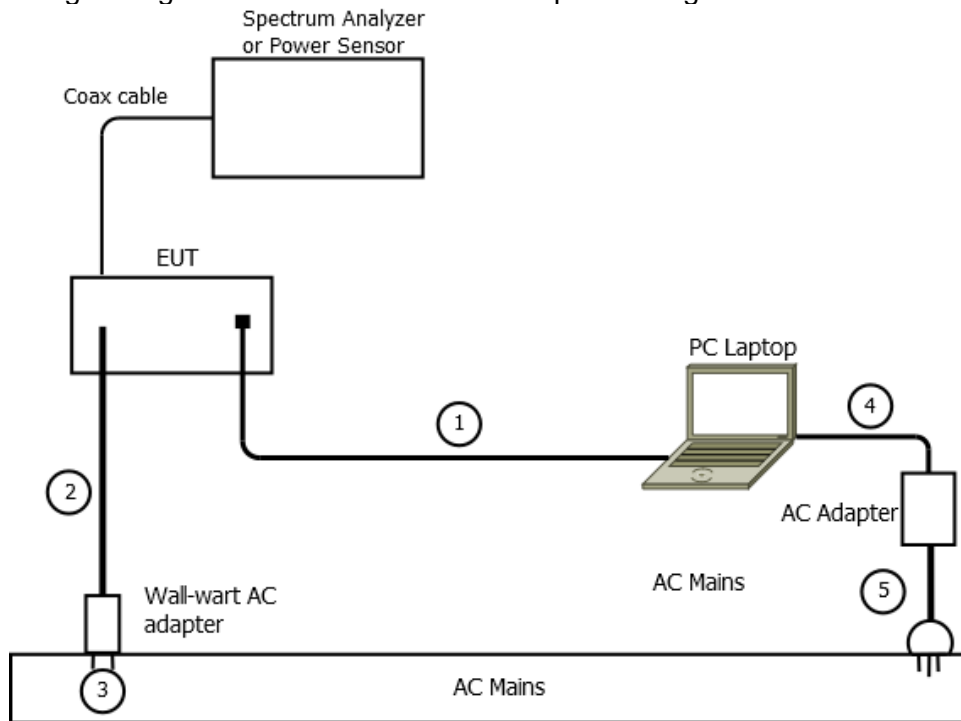 Spectrum Analyzer
or Power Sensor
Coax cable
EUT
PC Laptop
1
4
2
AC Adapter
AC Mains
5
Wall-wart AC
adapter
3
AC Mains